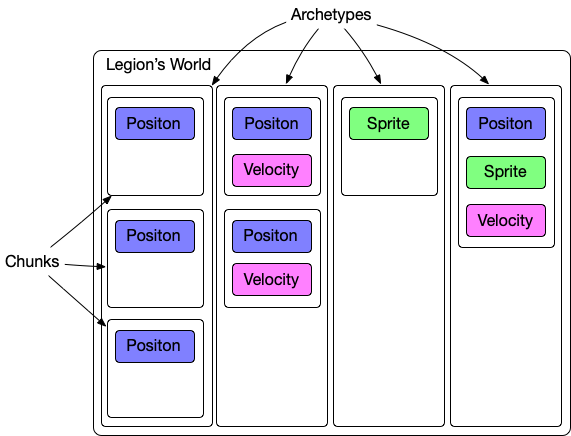 Archetypes
Legion's World
Positon
Positon
Sprite
Positon
Velocity
Sprite
Positon
Positon
Velocity
Chunks
Velocity
Positon